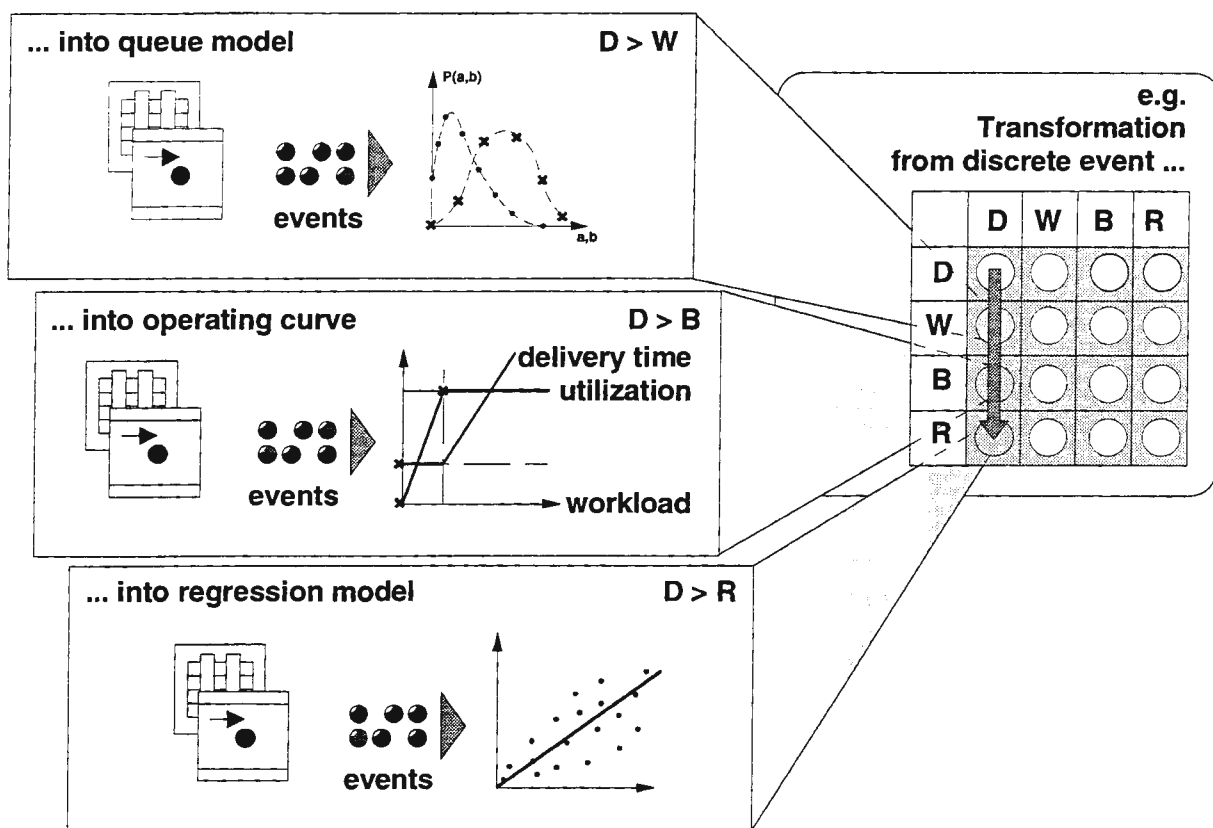 ... into queue model D > W
P(a,b)
events
a,b
... into operating curve D > B
delivery time
utilization
events
workload
... into regression model D > R
events
e.g.
Transformation
from discrete event ...
D W B R
D
W
B
R